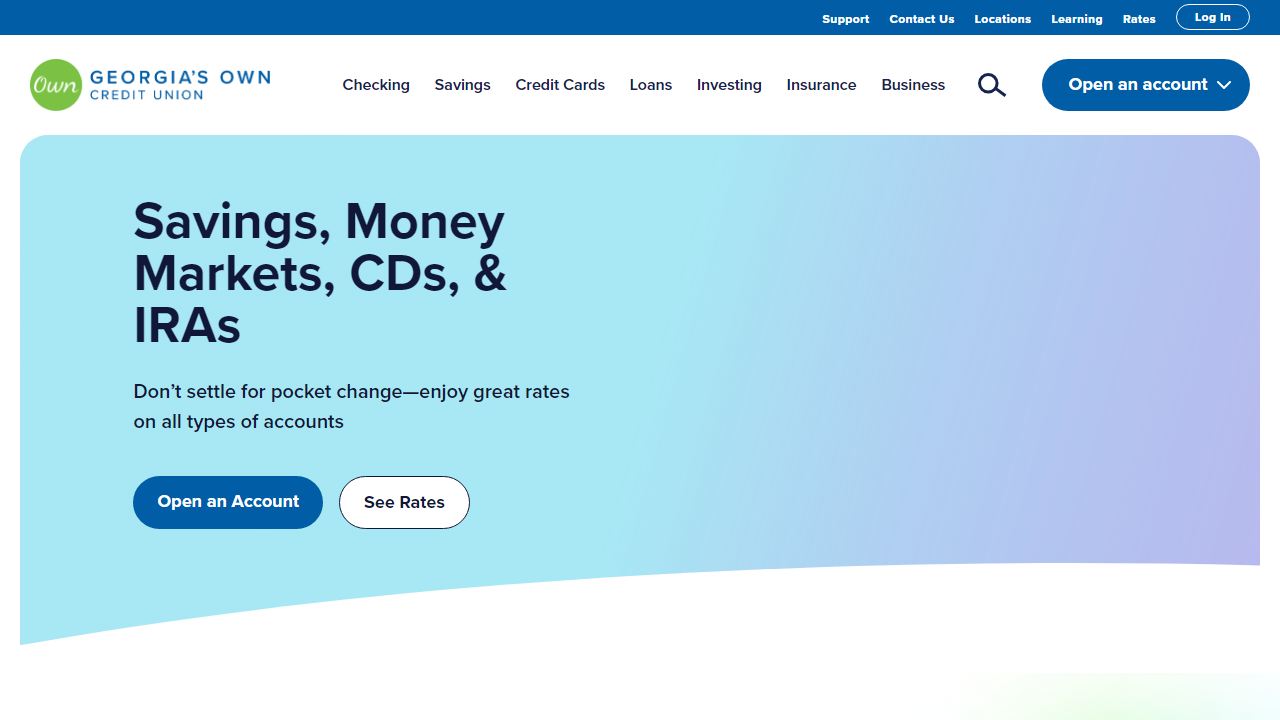 Support Contact Us Locations Learning Rates Log In
Own GEORGIA'S OWN
CREDIT UNION
Checking Savings Credit Cards Loans Investing Insurance Business Open an account
Savings, Money
Markets, CDs, &
IRAs
Don’t settle for pocket change—enjoy great rates
on all types of accounts
Open an Account See Rates